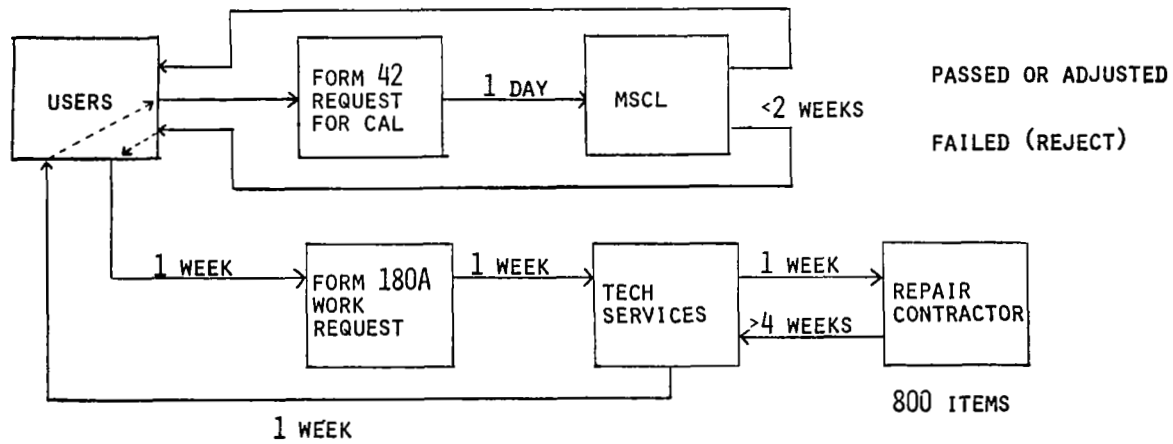 USERS
FORM 42
REQUEST
FOR CAL
1 DAY
MSCL
<2 WEEKS
PASSED OR ADJUSTED
FAILED (REJECT)
1 WEEK
FORM 180A
WORK
REQUEST
1 WEEK
TECH
SERVICES
1 WEEK
>4 WEEKS
REPAIR
CONTRACTOR
800 ITEMS
1 WEEK